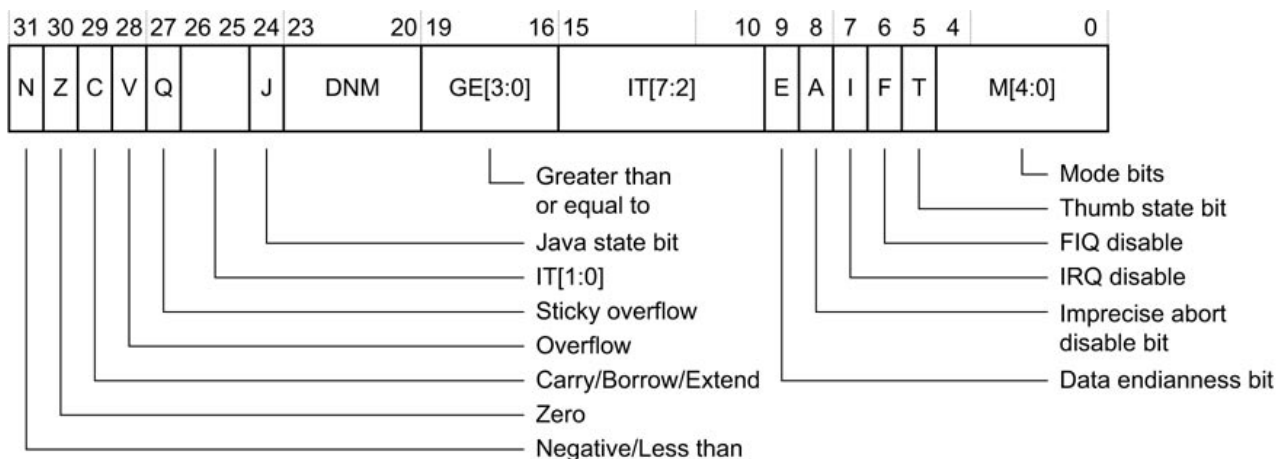 31 30 29 28 27 26 25 24 23 20 19 16 15 10 9 8 7 6 5 4 0
N Z C V Q J DNM GE[3:0] IT[7:2] E A I F T M[4:0]
Greater than
or equal to
Java state bit
IT[1:0]
Sticky overflow
Overflow
Carry/Borrow/Extend
Zero
Negative/Less than
Mode bits
Thumb state bit
FIQ disable
IRQ disable
Imprecise abort
disable bit
Data endianness bit